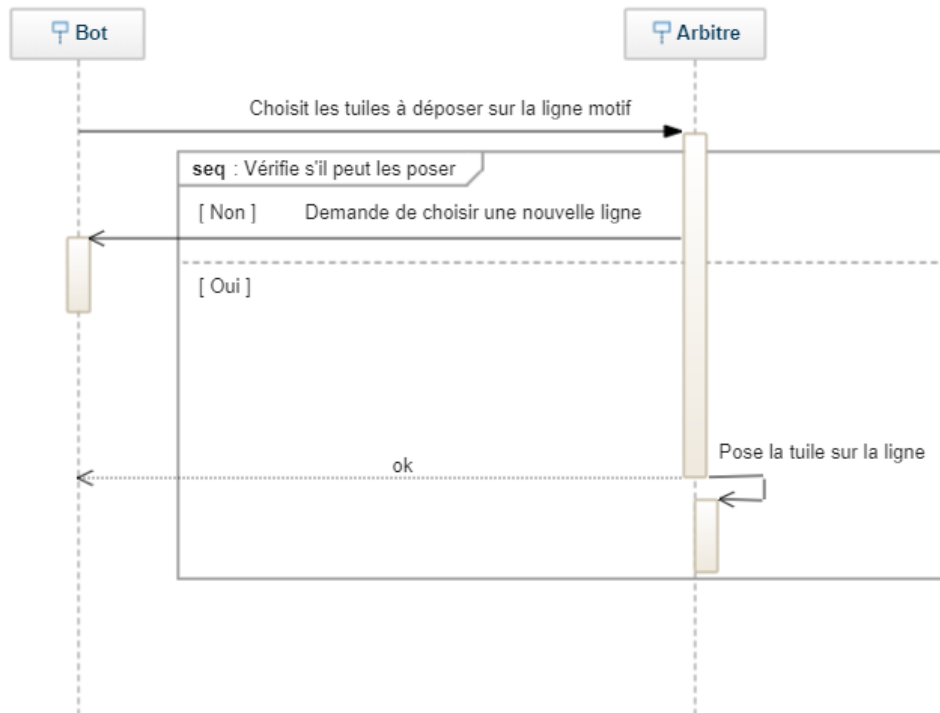 Bot
Arbitre
Choisit les tuiles à déposer sur la ligne motif
seq : Vérifie s'il peut les poser
[ Non ] Demande de choisir une nouvelle ligne
[ Oui ]
Pose la tuile sur la ligne
ok